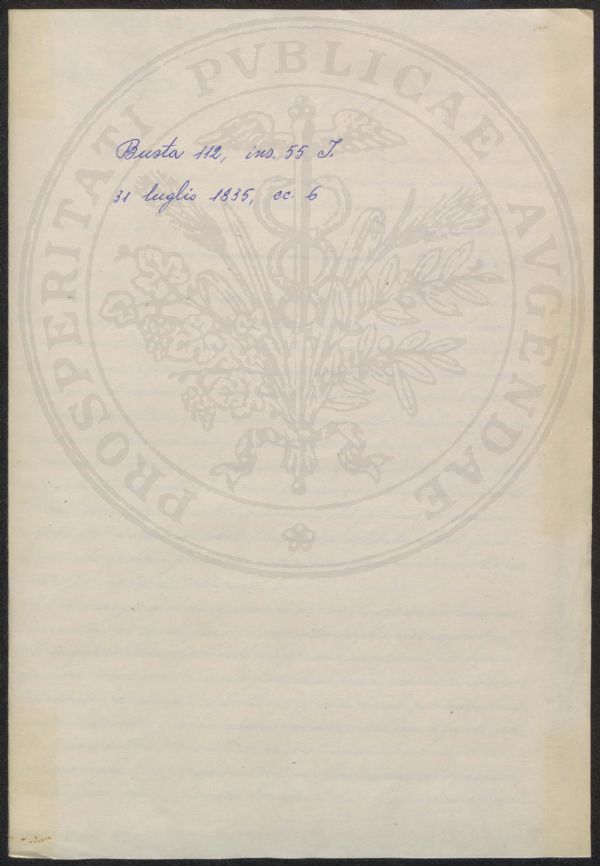 PROSPERITATI PVBLICAE AVGENDAE
Busta 112, ins. 55 I.
31 luglio 1835, cc. 6